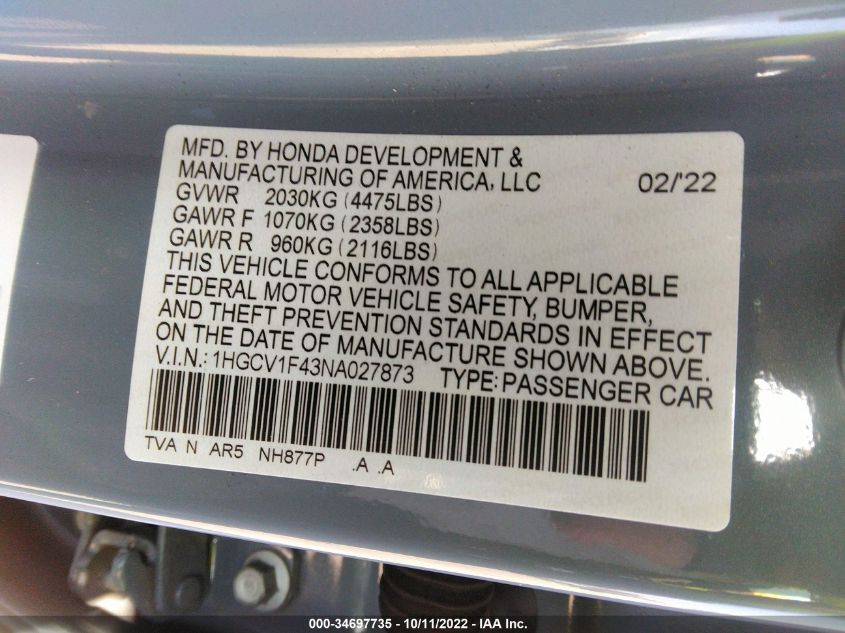 MFD. BY HONDA DEVELOPMENT &
MANUFACTURING OF AMERICA, LLC 02/'22
GVWR 2030KG (4475LBS)
GAWR F 1070KG (2358LBS)
GAWR R 960KG (2116LBS)
THIS VEHICLE CONFORMS TO ALL APPLICABLE
FEDERAL MOTOR VEHICLE SAFETY, BUMPER,
AND THEFT PREVENTION STANDARDS IN EFFECT
ON THE DATE OF MANUFACTURE SHOWN ABOVE.
V.I.N.: 1HGCV1F43NA027873 TYPE: PASSENGER CAR
TVA N AR5 NH877P .A .A
000-34697735 - 10/11/2022 - IAA Inc.